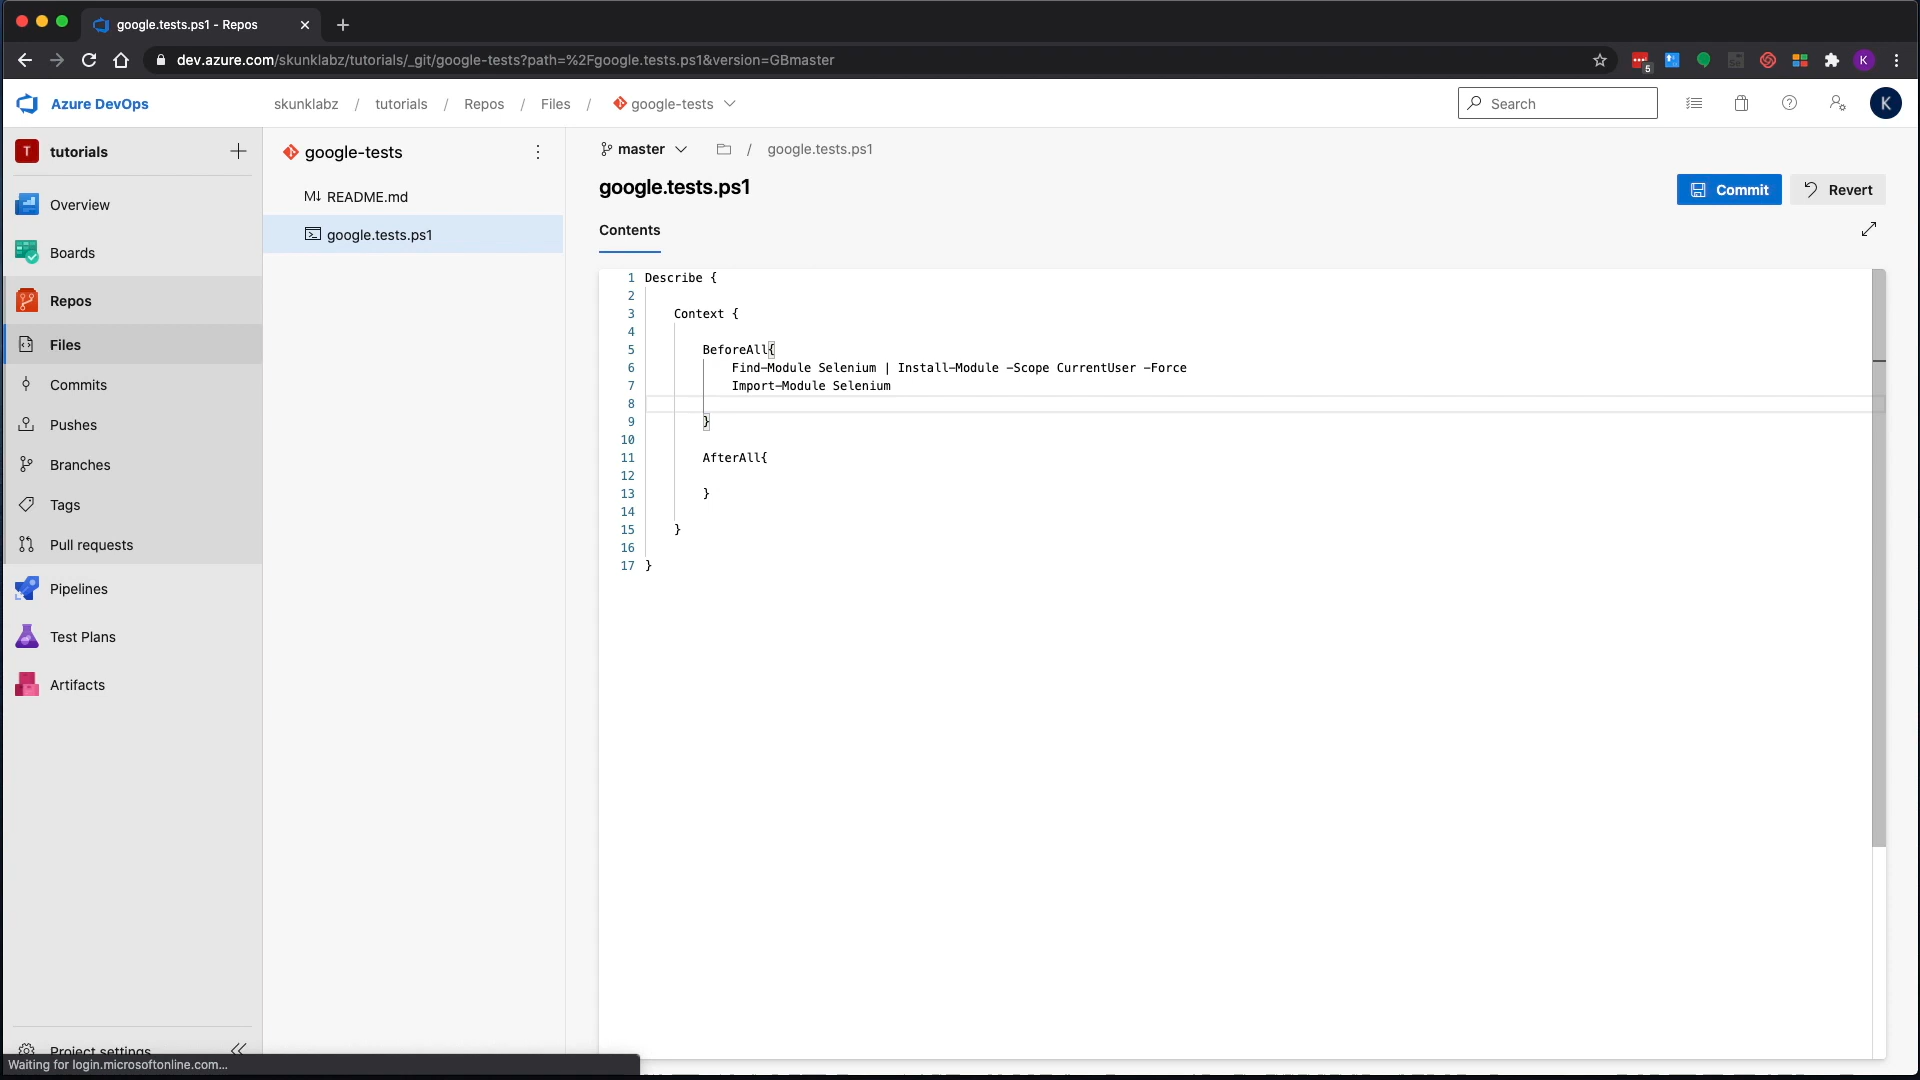 google.tests.ps1 - Repos
dev.azure.com/skunklabz/tutorials/_git/google-tests?path=%2Fgoogle.tests.ps1&version=GBmaster
5
K
Azure DevOps
skunklabz / tutorials / Repos / Files / google-tests
Search
K
T tutorials
Overview
Boards
Repos
Files
Commits
Pushes
Branches
Tags
Pull requests
Pipelines
Test Plans
Artifacts
Project settings
Waiting for login.microsoftonline.com...
google-tests
M↓ README.md
google.tests.ps1
master / google.tests.ps1
google.tests.ps1
Commit
Revert
Contents
1 Describe {
2
3 Context {
4
5 BeforeAll{
6 Find-Module Selenium | Install-Module -Scope CurrentUser -Force
7 Import-Module Selenium
8
9 }
10
11 AfterAll{
12
13 }
14
15 }
16
17 }